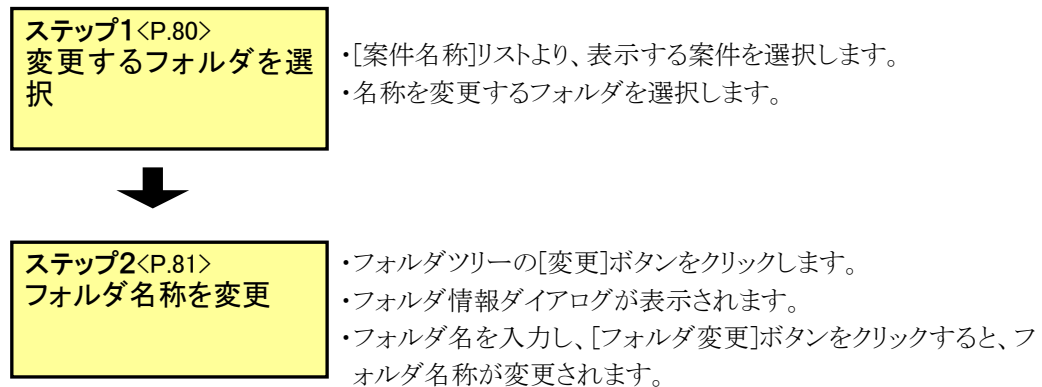 ステップ1<P.80>
変更するフォルダを選
択
・[案件名称]リストより、表示する案件を選択します。
・名称を変更するフォルダを選択します。
ステップ2<P.81>
フォルダ名称を変更
・フォルダツリーの[変更]ボタンをクリックします。
・フォルダ情報ダイアログが表示されます。
・フォルダ名を入力し、[フォルダ変更]ボタンをクリックすると、フ
ォルダ名称が変更されます。